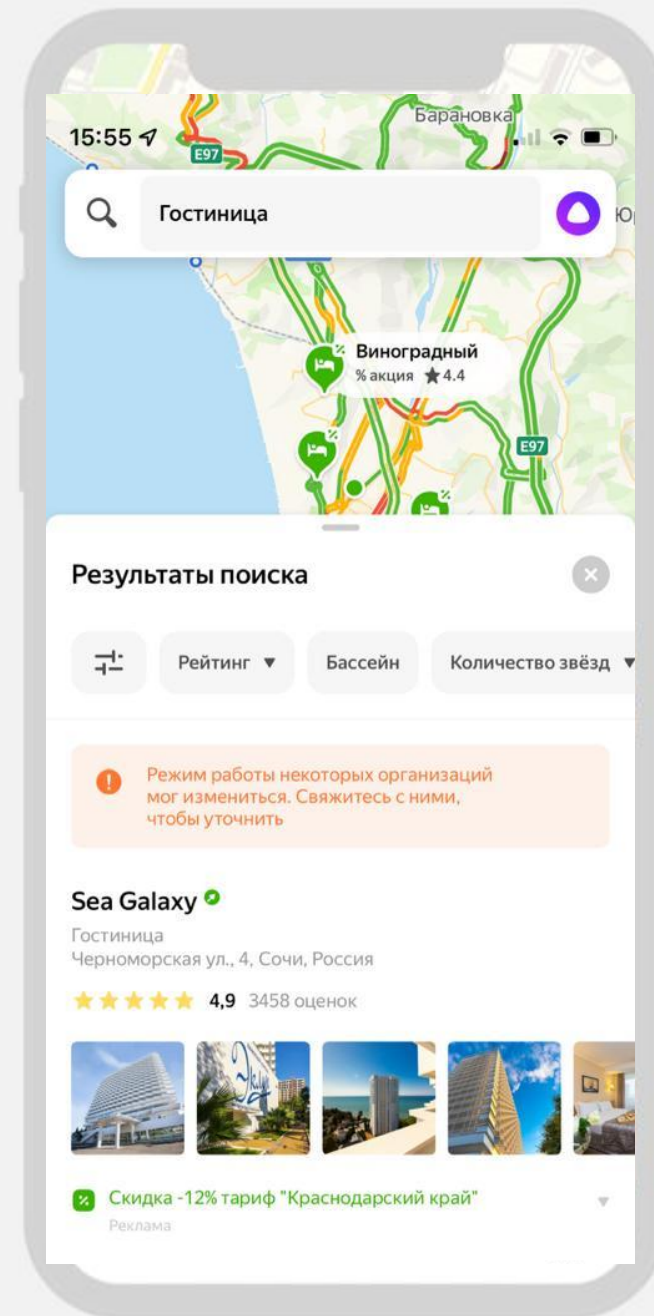 Барановка
15:55
E97
Гостиница
Виноградный
% акция ★4.4
E97
Результаты поиска
Рейтинг ▼
Бассейн
Количество звёзд ▼
Режим работы некоторых организаций
мог измениться. Свяжитесь с ними,
чтобы уточнить
Sea Galaxy
Гостиница
Черноморская ул., 4, Сочи, Россия
4,9 3458 оценок
Скидка -12% тариф "Краснодарский край"
Реклама